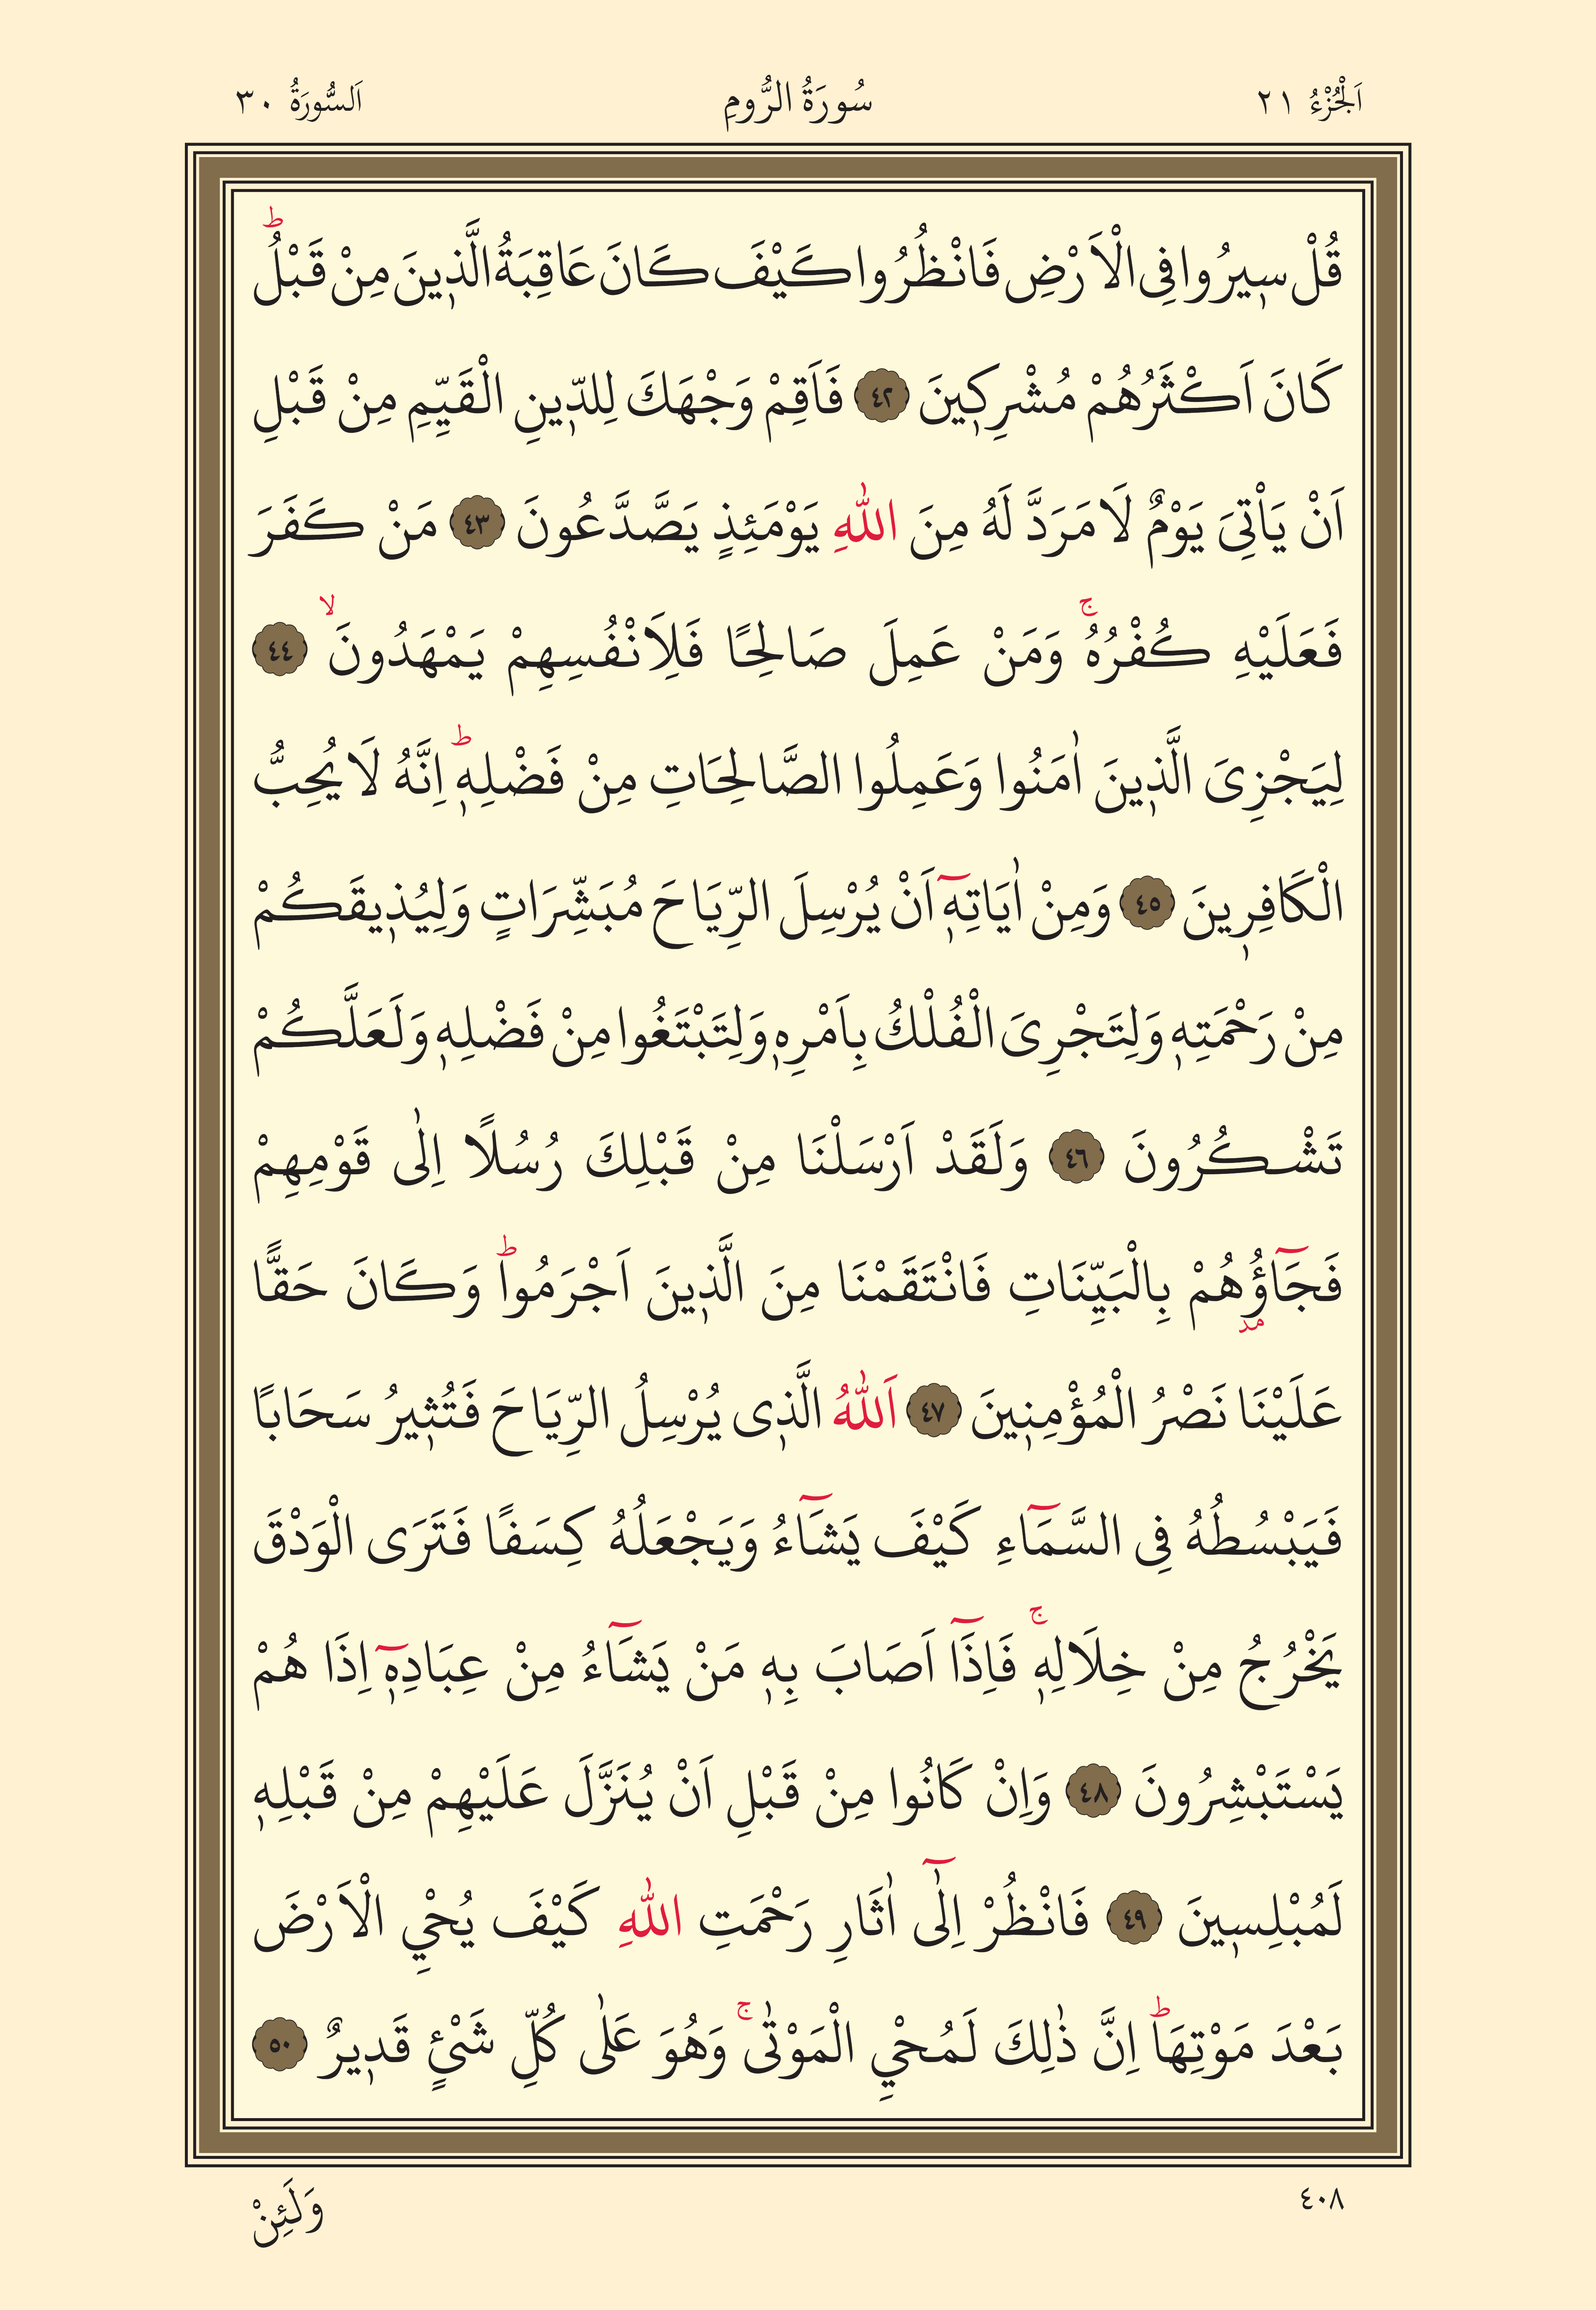 اَلْجُزْءُ ٢١
سُورَةُ الرُّومِ
اَلسُّورَةُ ٣٠
قُلْ سٖيرُوا فِى الْاَرْضِ فَانْظُرُوا كَيْفَ كَانَ عَاقِبَةُ الَّذٖينَ مِنْ قَبْلُؕ
كَانَ اَكْثَرُهُمْ مُشْرِكٖينَ ٤٢ فَاَقِمْ وَجْهَكَ لِلدّٖينِ الْقَيِّمِ مِنْ قَبْلِ
اَنْ يَاْتِىَ يَوْمٌ لَا مَرَدَّ لَهُ مِنَ اللّٰهِ يَوْمَئِذٍ يَصَّدَّعُونَ ٤٣ مَنْ كَفَرَ
فَعَلَيْهِ كُفْرُهُۚ وَمَنْ عَمِلَ صَالِحًا فَلِاَنْفُسِهِمْ يَمْهَدُونَۙ ٤٤
لِيَجْزِىَ الَّذٖينَ اٰمَنُوا وَعَمِلُوا الصَّالِحَاتِ مِنْ فَضْلِهٖؕ اِنَّهُ لَا يُحِبُّ
الْكَافِرٖينَ ٤٥ وَمِنْ اٰيَاتِهٖٓ اَنْ يُرْسِلَ الرِّيَاحَ مُبَشِّرَاتٍ وَلِيُذٖيقَكُمْ
مِنْ رَحْمَتِهٖ وَلِتَجْرِىَ الْفُلْكُ بِاَمْرِهٖ وَلِتَبْتَغُوا مِنْ فَضْلِهٖ وَلَعَلَّكُمْ
تَشْكُرُونَ ٤٦ وَلَقَدْ اَرْسَلْنَا مِنْ قَبْلِكَ رُسُلًا اِلٰى قَوْمِهِمْ
فَجَٓاؤُ۫هُمْ بِالْبَيِّنَاتِ فَانْتَقَمْنَا مِنَ الَّذٖينَ اَجْرَمُواؕ وَكَانَ حَقًّا
مد
عَلَيْنَا نَصْرُ الْمُؤْمِنٖينَ ٤٧ اَللّٰهُ الَّذٖى يُرْسِلُ الرِّيَاحَ فَتُثٖيرُ سَحَابًا
فَيَبْسُطُهُ فِى السَّمَٓاءِ كَيْفَ يَشَٓاءُ وَيَجْعَلُهُ كِسَفًا فَتَرَى الْوَدْقَ
يَخْرُجُ مِنْ خِلَالِهٖۚ فَاِذَٓا اَصَابَ بِهٖ مَنْ يَشَٓاءُ مِنْ عِبَادِهٖٓ اِذَا هُمْ
يَسْتَبْشِرُونَ ٤٨ وَاِنْ كَانُوا مِنْ قَبْلِ اَنْ يُنَزَّلَ عَلَيْهِمْ مِنْ قَبْلِهٖ
لَمُبْلِسٖينَ ٤٩ فَانْظُرْ اِلٰٓى اٰثَارِ رَحْمَتِ اللّٰهِ كَيْفَ يُحْيِ الْاَرْضَ
بَعْدَ مَوْتِهَاؕ اِنَّ ذٰلِكَ لَمُحْيِ الْمَوْتٰىۚ وَهُوَ عَلٰى كُلِّ شَیْءٍ قَدٖيرٌ ٥٠
٤٠٨
وَلَئِنْ